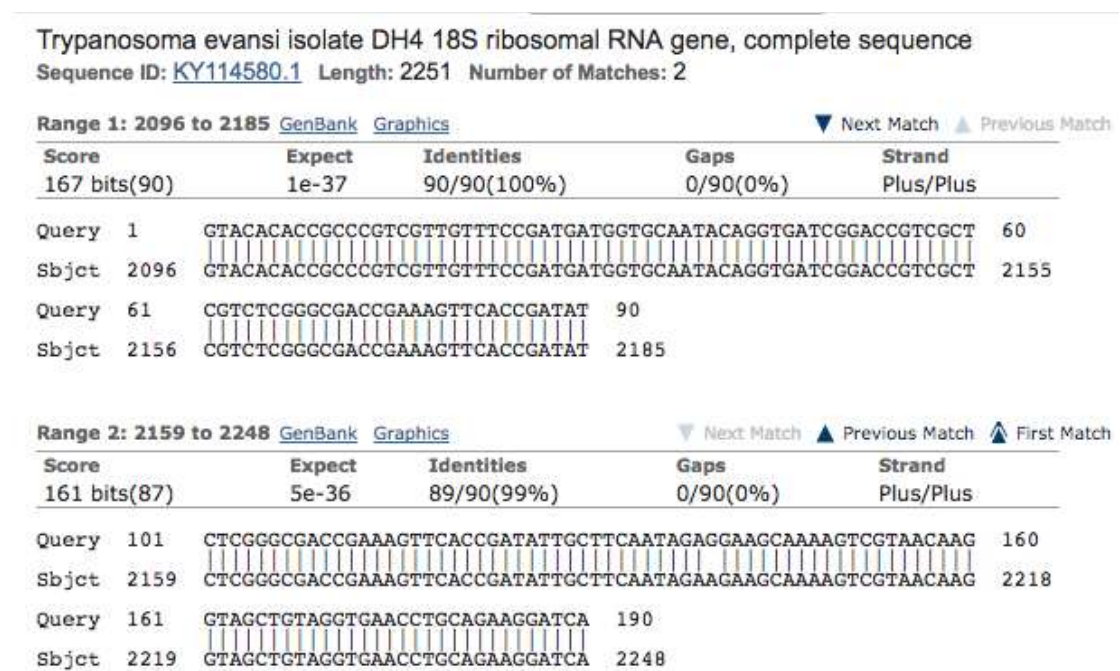 Trypanosoma evansi isolate DH4 18S ribosomal RNA gene, complete sequence
Sequence ID: KY114580.1 Length: 2251 Number of Matches: 2
Range 1: 2096 to 2185 GenBank Graphics ▼ Next Match ▲ Previous Match
Score Expect Identities Gaps Strand
167 bits(90) 1e-37 90/90(100%) 0/90(0%) Plus/Plus
Query 1 GTACACACCGCCCGTCGTTGTTTCCGATGATGGTGCAATACAGGTGATCGGACCGTCGCT 60
Sbjct 2096 GTACACACCGCCCGTCGTTGTTTCCGATGATGGTGCAATACAGGTGATCGGACCGTCGCT 2155
Query 61 CGTCTCGGGCGACCGAAAGTTCACCGATAT 90
Sbjct 2156 CGTCTCGGGCGACCGAAAGTTCACCGATAT 2185
Range 2: 2159 to 2248 GenBank Graphics ▼ Next Match ▲ Previous Match First Match
Score Expect Identities Gaps Strand
161 bits(87) 5e-36 89/90(99%) 0/90(0%) Plus/Plus
Query 101 CTCGGGCGACCGAAAGTTCACCGATATTGCTTCAATAGAGGAAGCAAAAGTCGTAACAAG 160
Sbjct 2159 CTCGGGCGACCGAAAGTTCACCGATATTGCTTCAATAGAAGAAGCAAAAGTCGTAACAAG 2218
Query 161 GTAGCTGTAGGTGAACCTGCAGAAGGATCA 190
Sbjct 2219 GTAGCTGTAGGTGAACCTGCAGAAGGATCA 2248